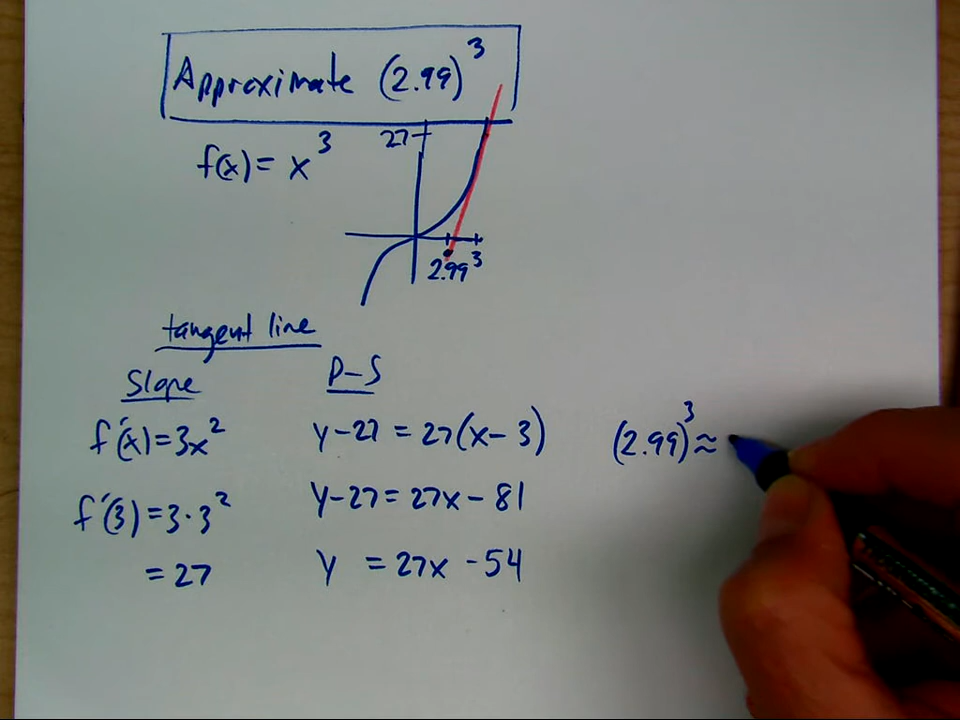 Approximate (2.99)³
f(x) = x³
27
2.99
3
tangent line
Slope
f'(x) = 3x²
f'(3) = 3·3²
= 27
P-S
y-27 = 27(x-3)
y-27 = 27x - 81
y = 27x - 54
(2.99)³ ≈